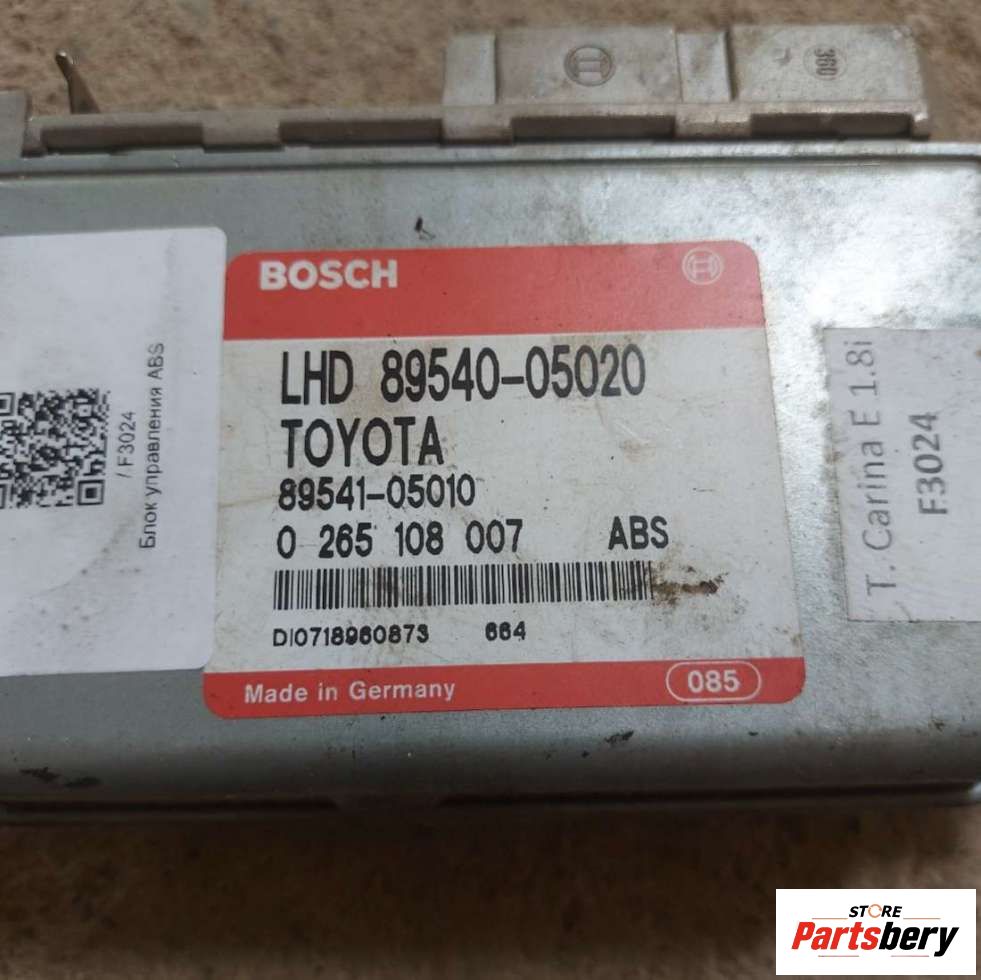 360
BOSCH
LHD 89540-05020
TOYOTA
89541-05010
0 265 108 007 ABS
DI0718960873 664
Made in Germany 085
Блок управления ABS
/ F3024
T. Carina E 1.8i
F3024
STORE
Partsbery